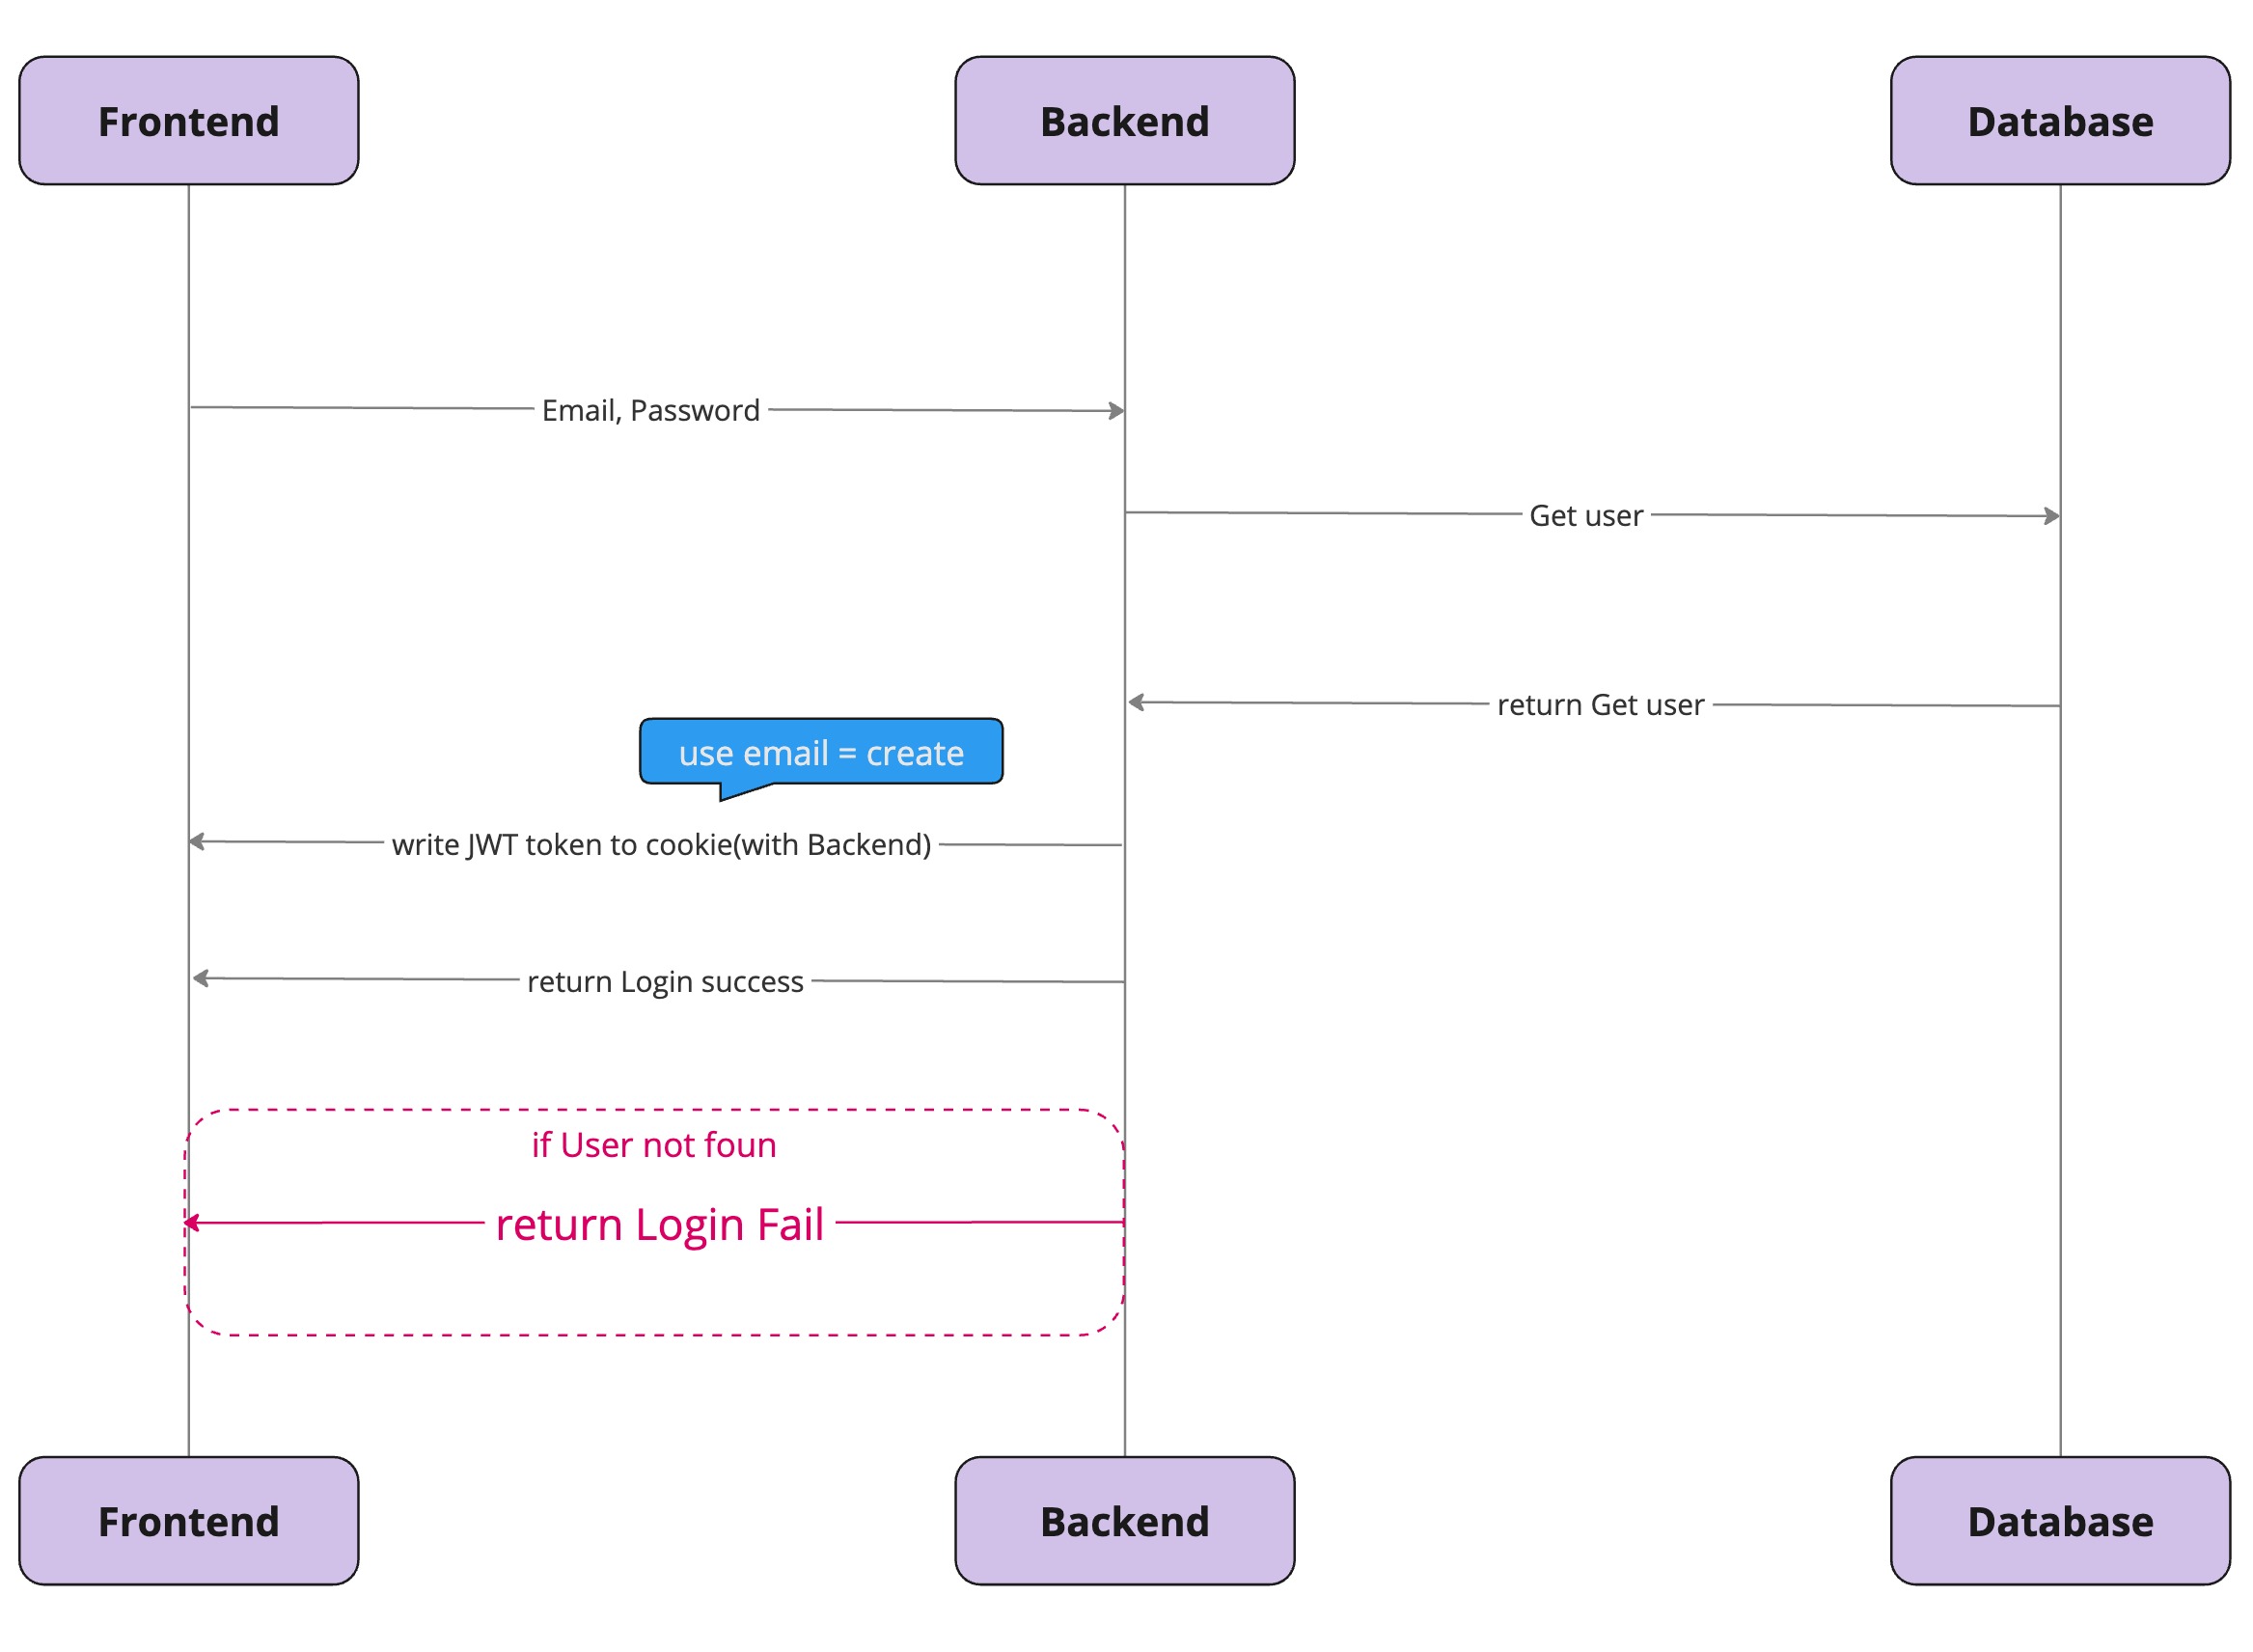 Frontend
Backend
Database
Email, Password
Get user
return Get user
use email = create
write JWT token to cookie(with Backend)
return Login success
if User not foun
return Login Fail
Frontend
Backend
Database